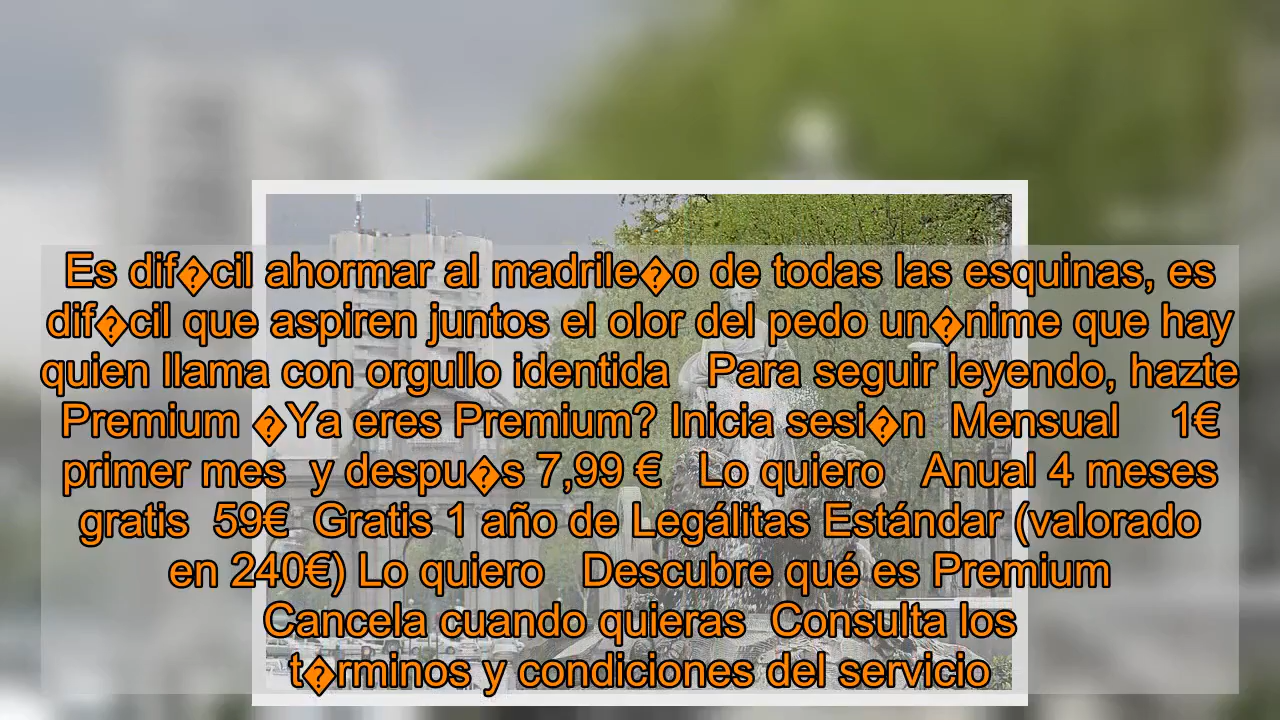 Es dif�cil ahormar al madrile�o de todas las esquinas, es
dif�cil que aspiren juntos el olor del pedo un�nime que hay
quien llama con orgullo identida   Para seguir leyendo, hazte
Premium �Ya eres Premium? Inicia sesi�n  Mensual    1€
primer mes  y despu�s 7,99 €   Lo quiero   Anual 4 meses
gratis  59€  Gratis 1 año de Legálitas Estándar (valorado
en 240€) Lo quiero   Descubre qué es Premium
Cancela cuando quieras  Consulta los
t�rminos y condiciones del servicio